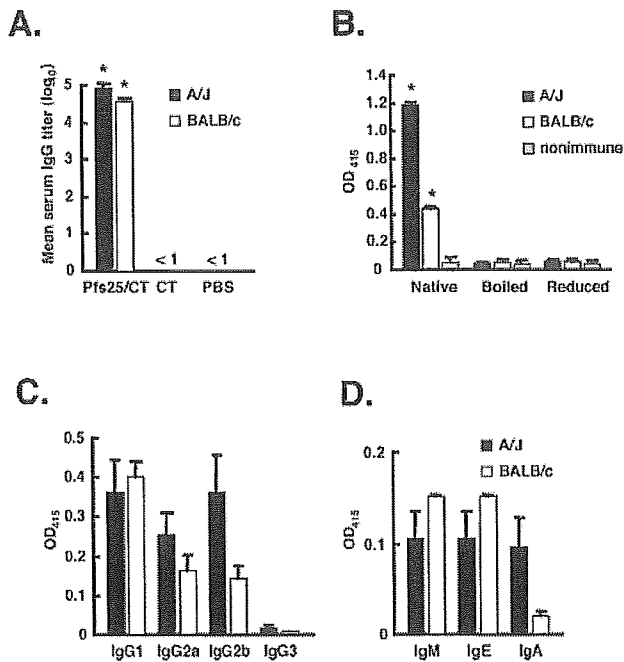 A.
Mean serum IgG titer (log10)
5
4
3
2
1
0
* *
A/J
BALB/c
< 1 < 1
Pfs25/CT CT PBS
B.
OD415
1.4
1.2
1.0
0.8
0.6
0.4
0.2
0
*
*
A/J
BALB/c
nonimmune
Native Boiled Reduced
C.
OD415
0.5
0.4
0.3
0.2
0.1
0
IgG1 IgG2a IgG2b IgG3
D.
OD415
0.2
0.1
0
A/J
BALB/c
IgM IgE IgA